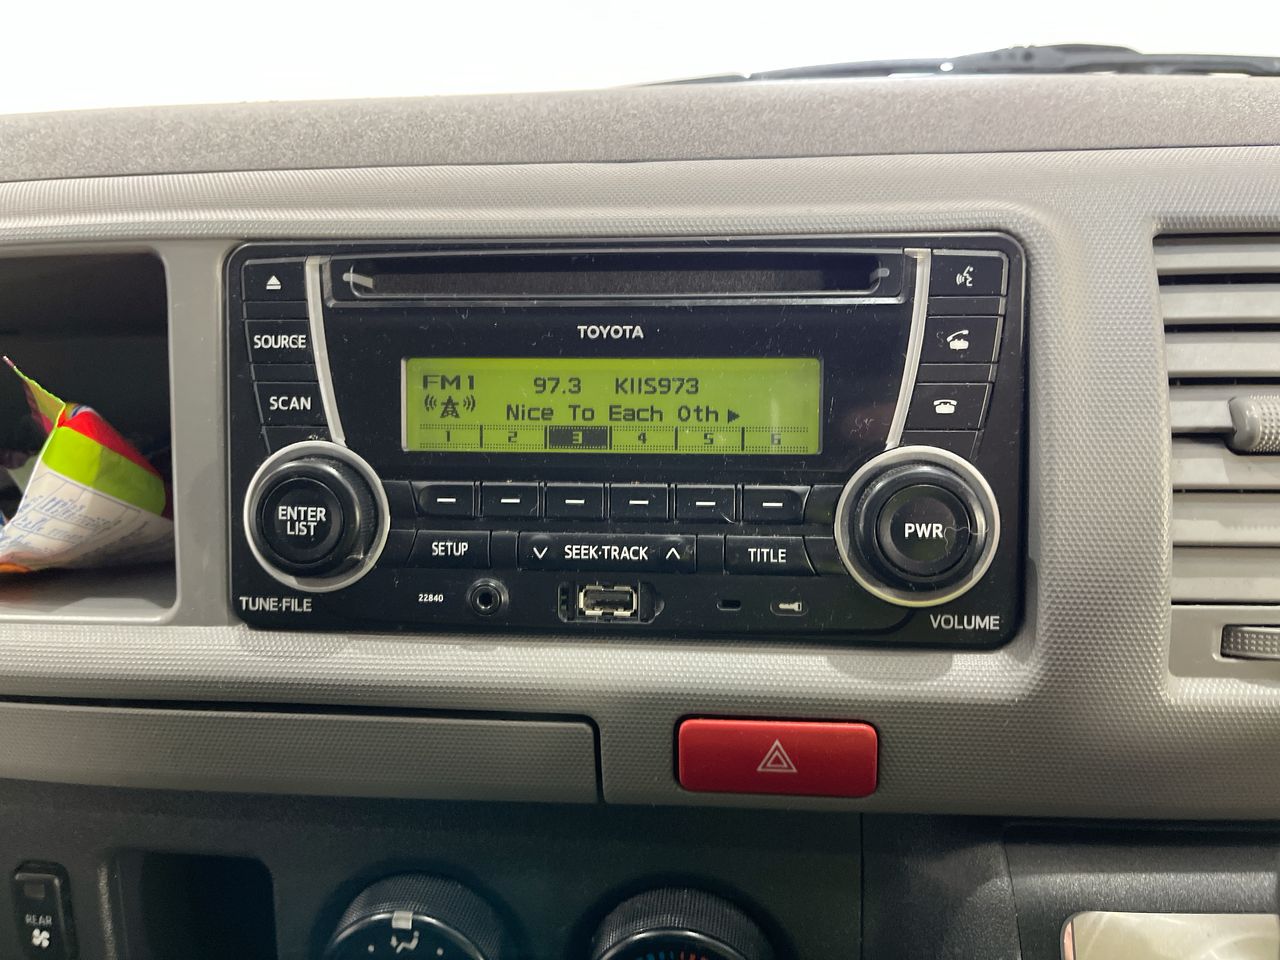 TOYOTA
SOURCE
SCAN
FM1 97.3 KIIS973
Nice To Each Oth
1 2 3 4 5 6
ENTER
LIST
PWR
SETUP
SEEK·TRACK
TITLE
22840
TUNE·FILE
VOLUME
REAR